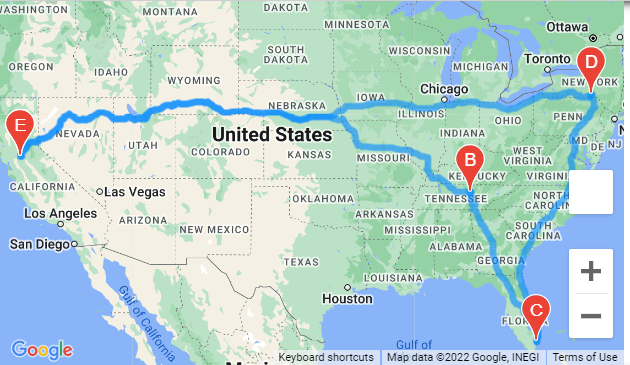 WASHINGTON
MONTANA
NORTH
DAKOTA
MINNESOTA
Ottawa
OREGON
IDAHO
SOUTH
DAKOTA
WISCONSIN
MICHIGAN
Toronto
D
WYOMING
NEW YORK
Chicago
IOWA
NEBRASKA
E
NEVADA
UTAH
United States
ILLINOIS
INDIANA
OHIO
PENN
COLORADO
KANSAS
MISSOURI
WEST
VIRGINIA
MD
DE
N
B
KENTUCKY
VIRGINIA
CALIFORNIA
Las Vegas
OKLAHOMA
TENNESSEE
NORTH
CAROLINA
Los Angeles
ARIZONA
NEW MEXICO
ARKANSAS
SOUTH
CAROLINA
San Diego
MISSISSIPPI
ALABAMA
GEORGIA
TEXAS
LOUISIANA
Houston
Gulf of
California
C
FLORIDA
+
−
Gulf of
Google
Keyboard shortcuts
Map data ©2022 Google, INEGI
Terms of Use